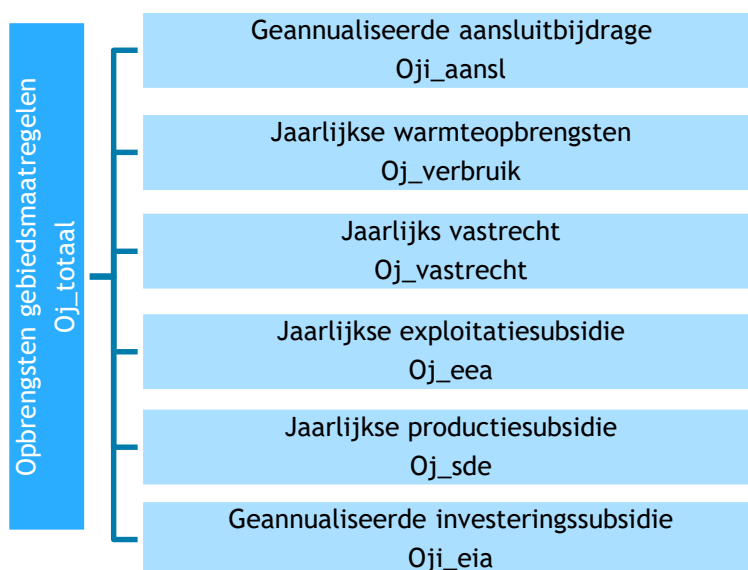 Opbrengsten gebiedsmaatregelen
Oj_totaal
Geannualiseerde aansluitbijdrage
Oji_aansl
Jaarlijkse warmteopbrengsten
Oj_verbruik
Jaarlijks vastrecht
Oj_vastrecht
Jaarlijkse exploitatiesubsidie
Oj_eea
Jaarlijkse productiesubsidie
Oj_sde
Geannualiseerde investeringssubsidie
Oji_eia